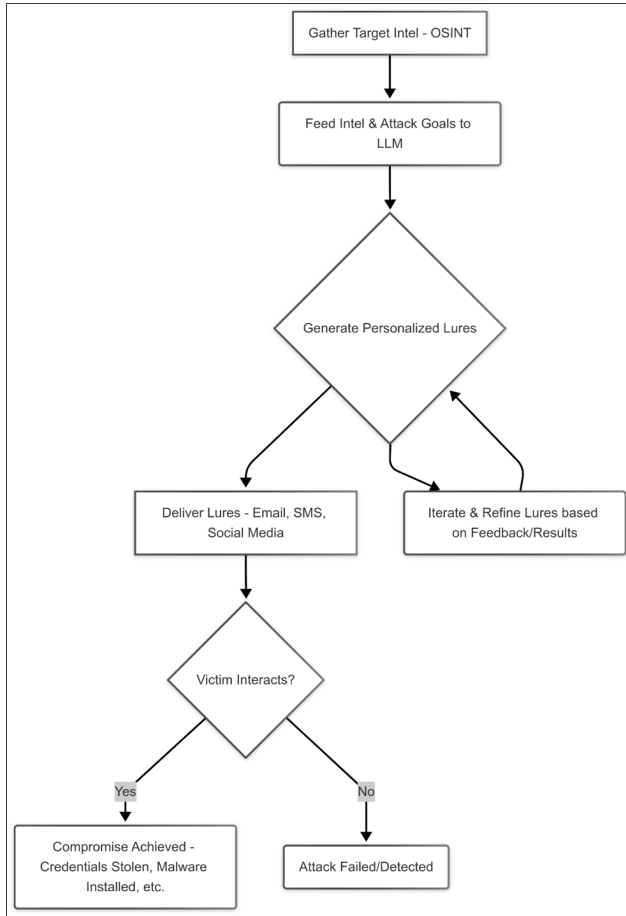 Gather Target Intel - OSINT
Feed Intel & Attack Goals to
LLM
Generate Personalized Lures
Deliver Lures - Email, SMS,
Social Media
Iterate & Refine Lures based
on Feedback/Results
Victim Interacts?
Yes
No
Compromise Achieved -
Credentials Stolen, Malware
Installed, etc.
Attack Failed/Detected